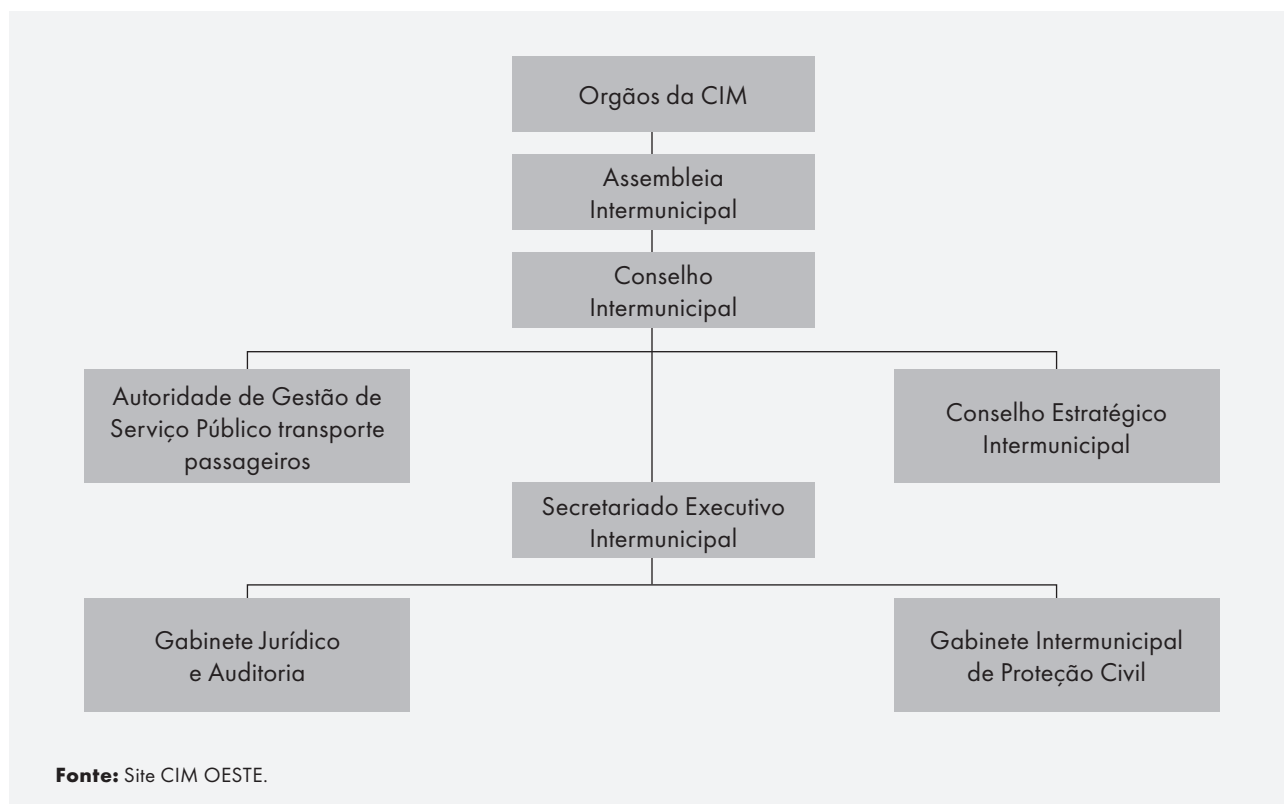 Orgãos da CIM
Assembleia
Intermunicipal
Conselho
Intermunicipal
Autoridade de Gestão de
Serviço Público transporte
passageiros
Conselho Estratégico
Intermunicipal
Secretariado Executivo
Intermunicipal
Gabinete Jurídico
e Auditoria
Gabinete Intermunicipal
de Proteção Civil
Fonte: Site CIM OESTE.